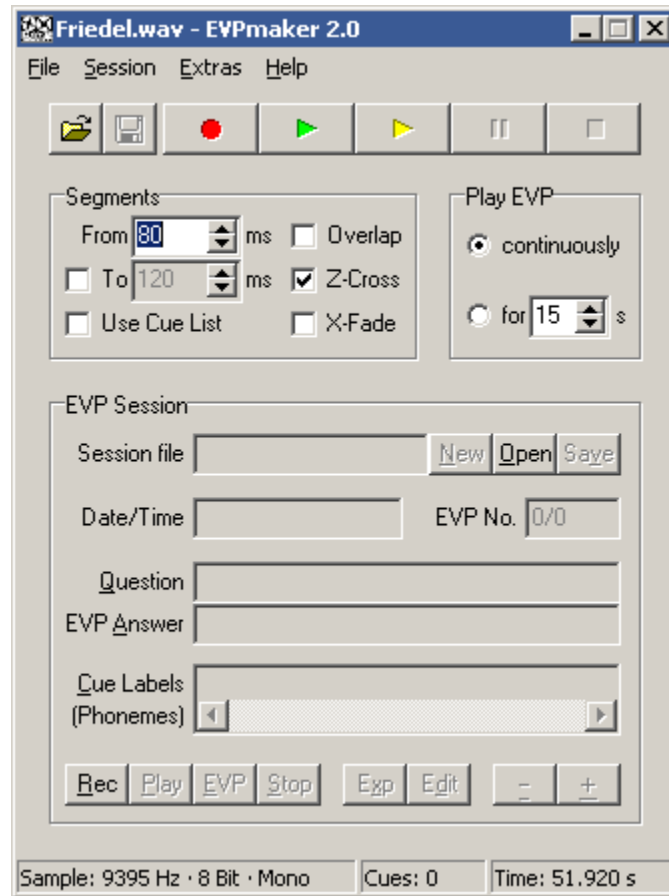 Friedel.wav - EVPmaker 2.0
File Session Extras Help
Segments
From 80 ms Overlap
To 120 ms Z-Cross
Use Cue List X-Fade
Play EVP
continuously
for 15 s
EVP Session
Session file New Open Save
Date/Time EVP No. 0/0
Question
EVP Answer
Cue Labels
(Phonemes)
Rec Play EVP Stop Exp Edit - +
Sample: 9395 Hz · 8 Bit · Mono Cues: 0 Time: 51.920 s